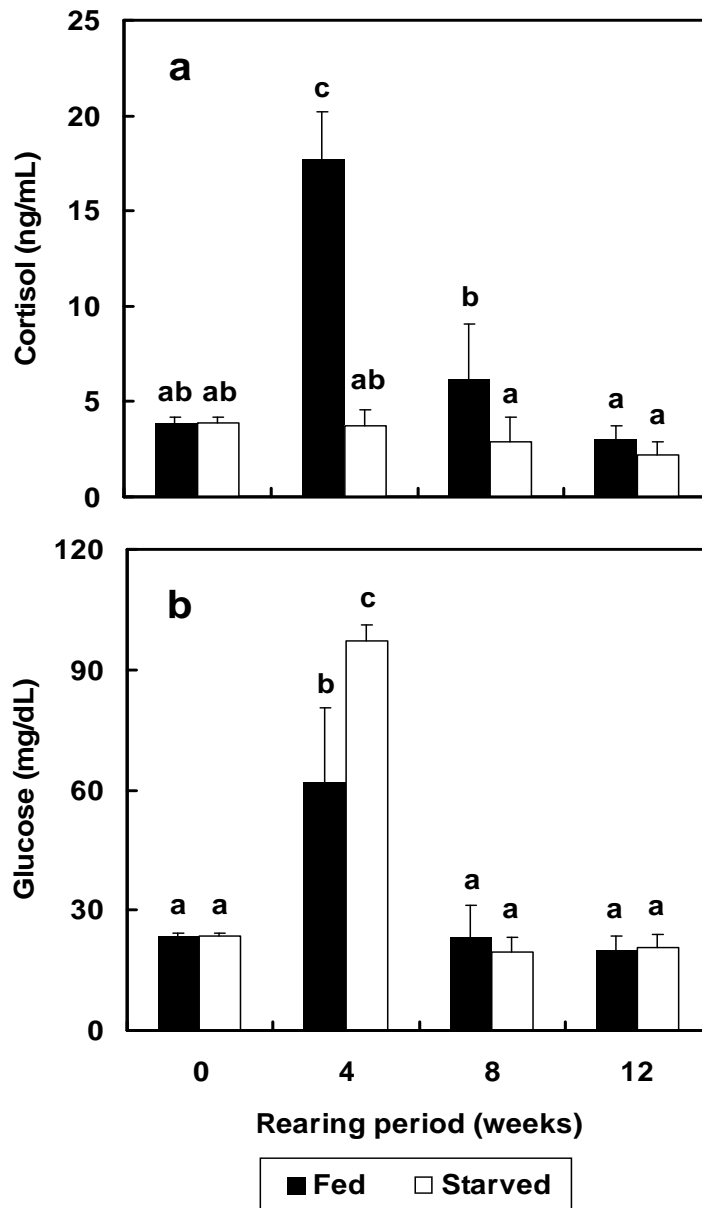 25
a
c
20
15
Cortisol (ng/mL)
10
b
ab ab ab a a a
5
0
120
b
c
90
b
Glucose (mg/dL)
60
30
a a a a a a
0
0 4 8 12
Rearing period (weeks)
Fed Starved